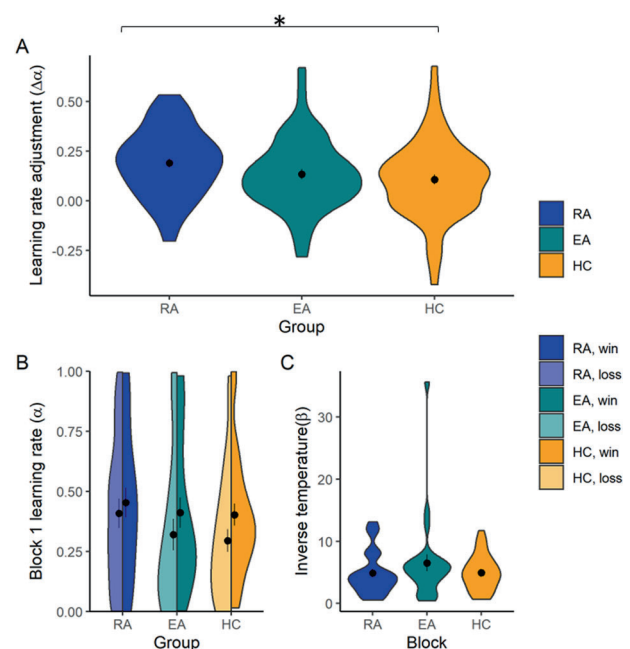 *
A
Learning rate adjustment (Δα)
0.50
0.25
0.00
-0.25
RA
EA
HC
Group
RA
EA
HC
B
Block 1 learning rate (α)
1.00
0.75
0.50
0.25
0.00
RA
EA
HC
Group
C
Inverse temperature(β)
30
20
10
0
RA
EA
HC
Block
RA, win
RA, loss
EA, win
EA, loss
HC, win
HC, loss